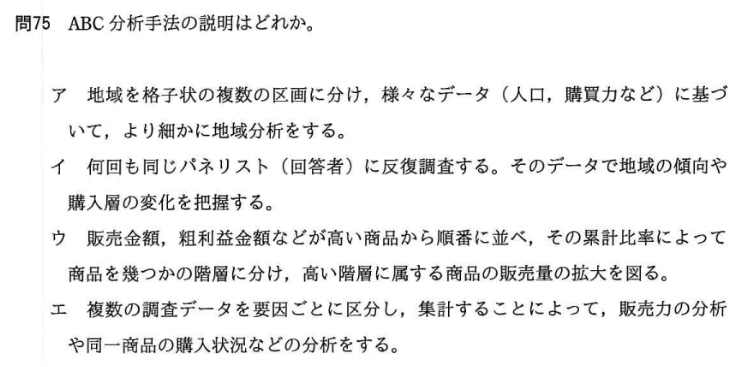 問75　ABC 分析手法の説明はどれか。
ア　地域を格子状の複数の区画に分け，様々なデータ（人口，購買力など）に基づ
いて，より細かに地域分析をする。
イ　何回も同じパネリスト（回答者）に反復調査する。そのデータで地域の傾向や
購入層の変化を把握する。
ウ　販売金額，粗利益金額などが高い商品から順番に並べ，その累計比率によって
商品を幾つかの階層に分け，高い階層に属する商品の販売量の拡大を図る。
エ　複数の調査データを要因ごとに区分し，集計することによって，販売力の分析
や同一商品の購入状況などの分析をする。